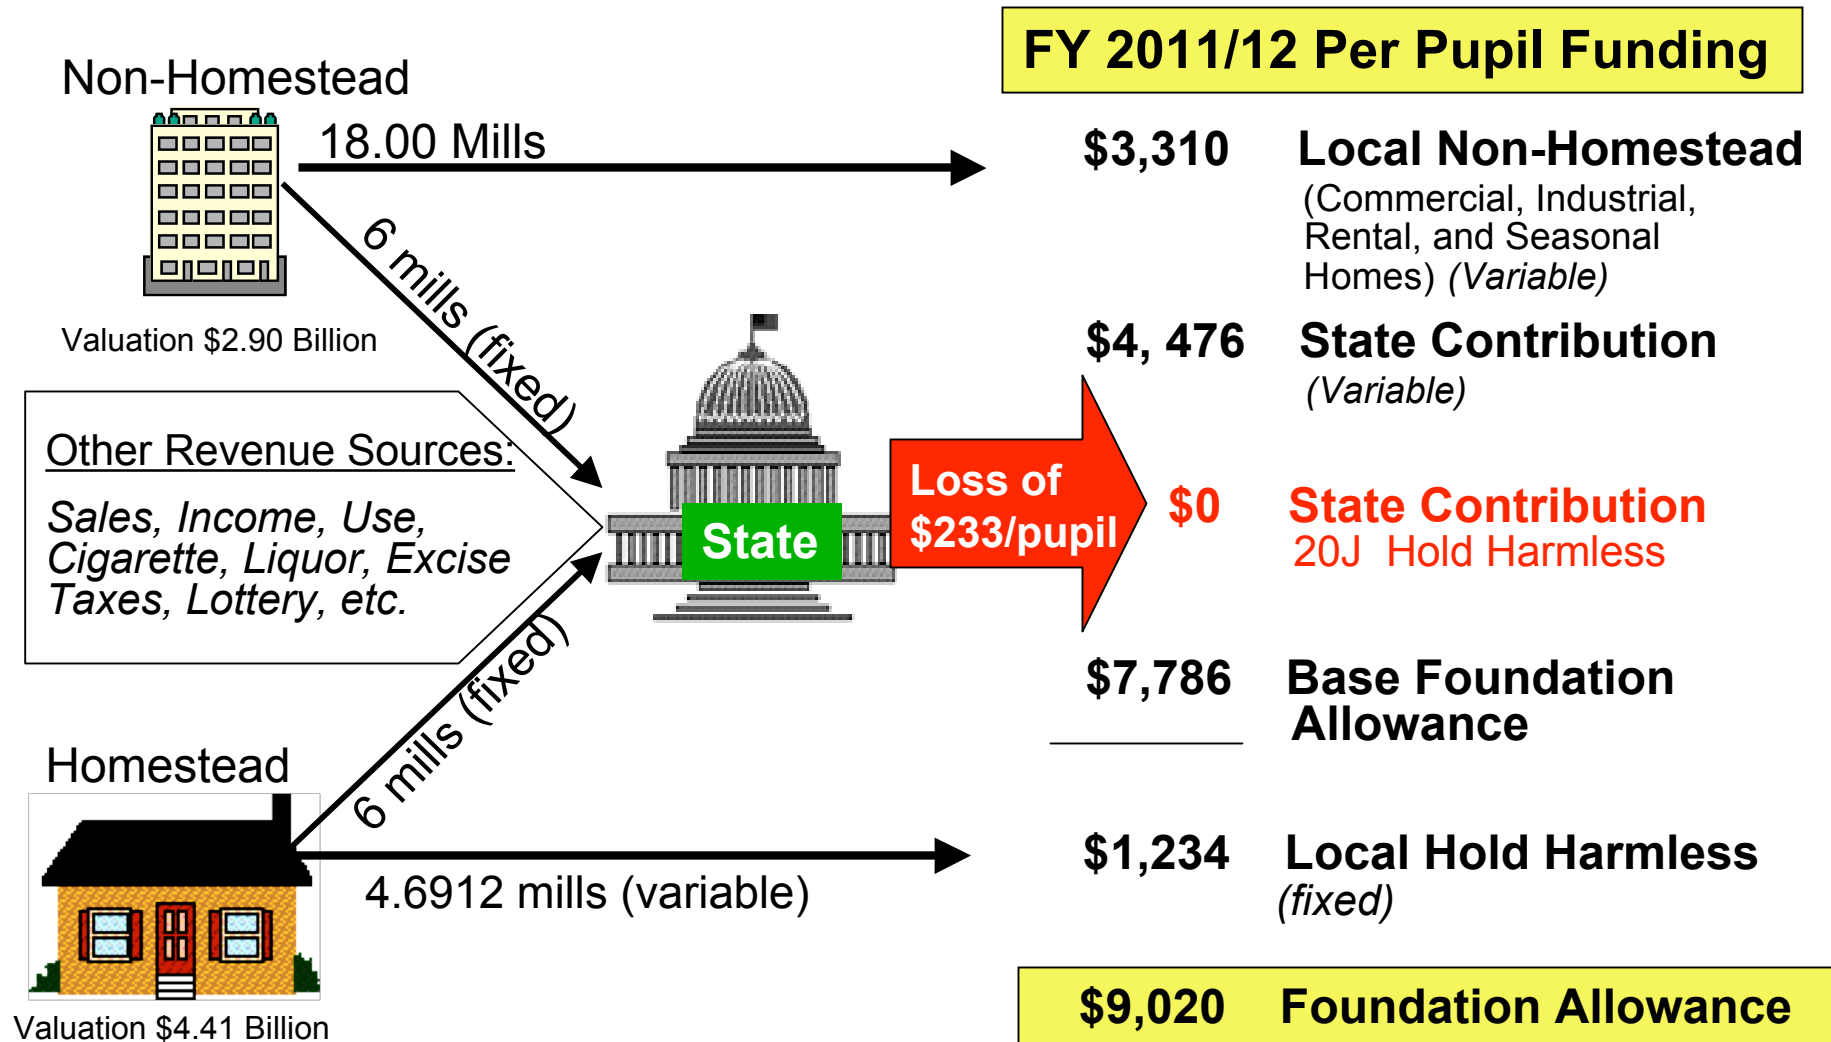 FY 2011/12 Per Pupil Funding
Non-Homestead
18.00 Mills
6 mills (fixed)
Valuation $2.90 Billion
Other Revenue Sources:
Sales, Income, Use,
Cigarette, Liquor, Excise
Taxes, Lottery, etc.
State
Loss of
$233/pupil
6 mills (fixed)
Homestead
4.6912 mills (variable)
Valuation $4.41 Billion
$3,310 Local Non-Homestead
(Commercial, Industrial,
Rental, and Seasonal
Homes) (Variable)
$4, 476 State Contribution
(Variable)
$0 State Contribution
20J Hold Harmless
$7,786 Base Foundation
Allowance
$1,234 Local Hold Harmless
(fixed)
$9,020 Foundation Allowance